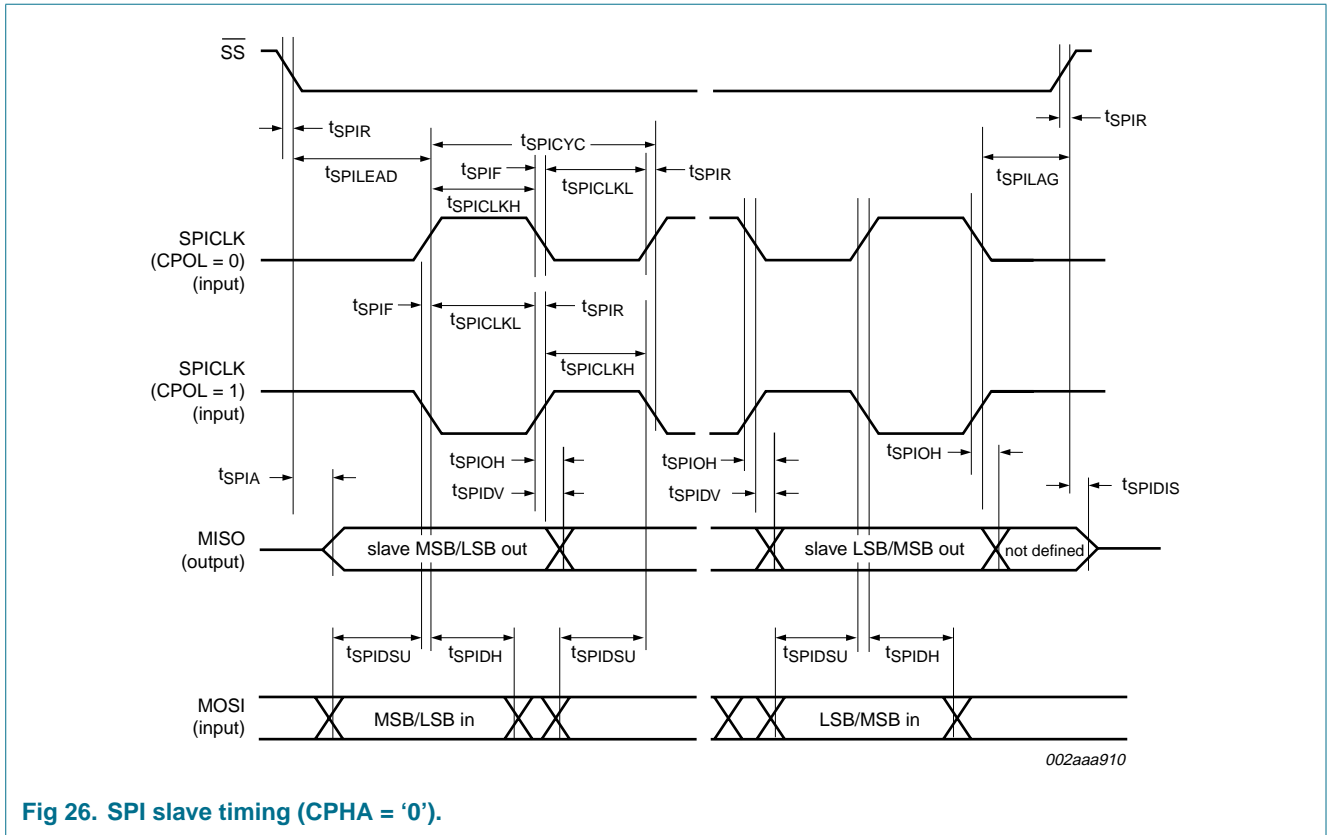 SS
tSPIR
tSPIR
tSPICYC
tSPILEAD
tSPIF
tSPICLKL
tSPIR
tSPILAG
tSPICLKH
SPICLK
(CPOL = 0)
(input)
tSPIF
tSPICLKL
tSPIR
tSPICLKH
SPICLK
(CPOL = 1)
(input)
tSPIOH
tSPIOH
tSPIOH
tSPIA
tSPIDV
tSPIDV
tSPIDIS
MISO
(output)
slave MSB/LSB out
slave LSB/MSB out
not defined
tSPIDSU
tSPIDH
tSPIDSU
tSPIDSU
tSPIDH
MOSI
(input)
MSB/LSB in
LSB/MSB in
002aaa910
Fig 26. SPI slave timing (CPHA = ‘0’).